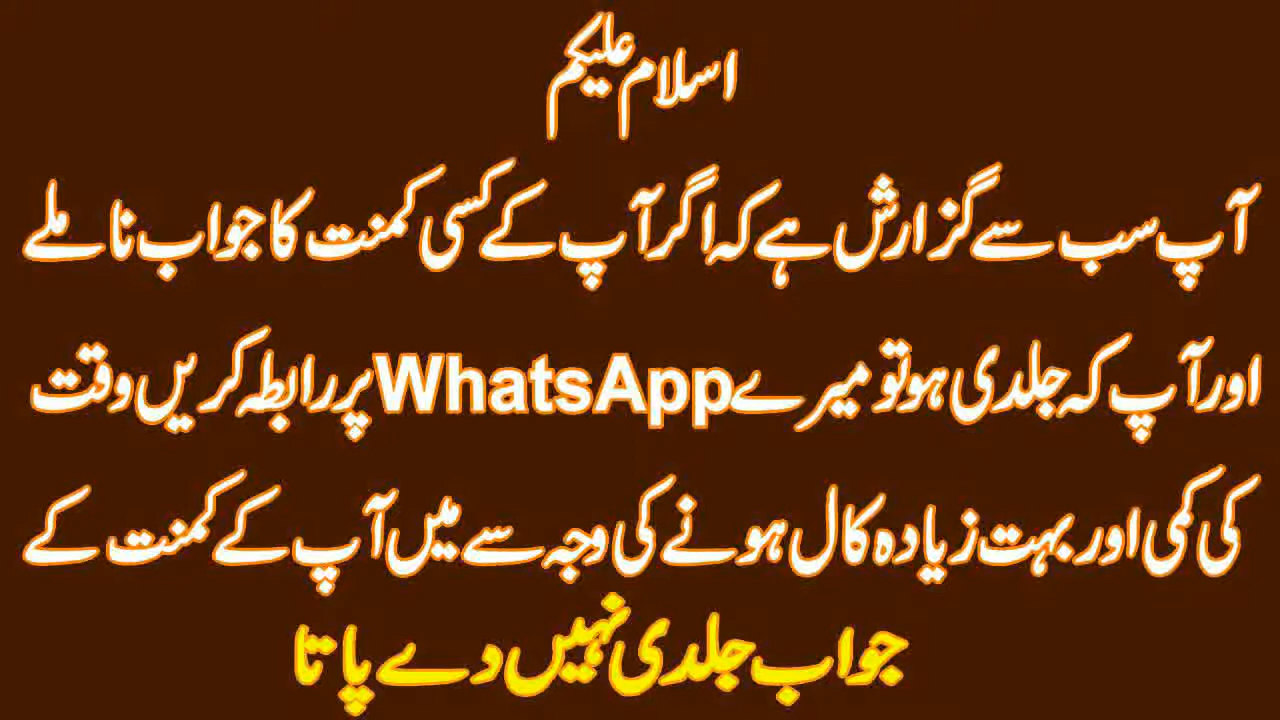 اسلام علیکم
آپ سب سے گزارش ہے کہ اگر آپ کے کسی کمنت کا جواب نا ملے
اور آپ کہ جلدی ہو تو میرے WhatsApp پر رابطہ کریں وقت
کی کمی اور بہت زیادہ کال ہونے کی وجہ سے میں آپ کے کمنت کے
جواب جلدی نہیں دے پاتا